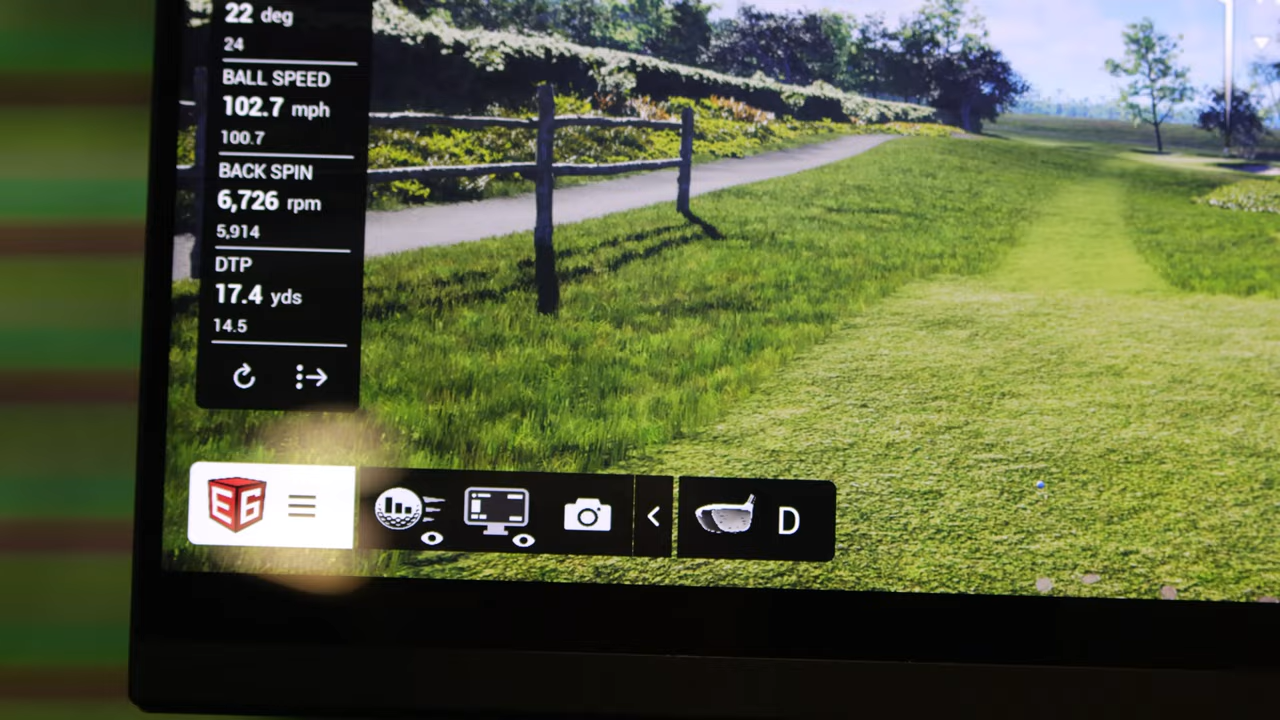 22 deg
24
BALL SPEED
102.7 mph
100.7
BACK SPIN
6,726 rpm
5,914
DTP
17.4 yds
14.5
E6
D